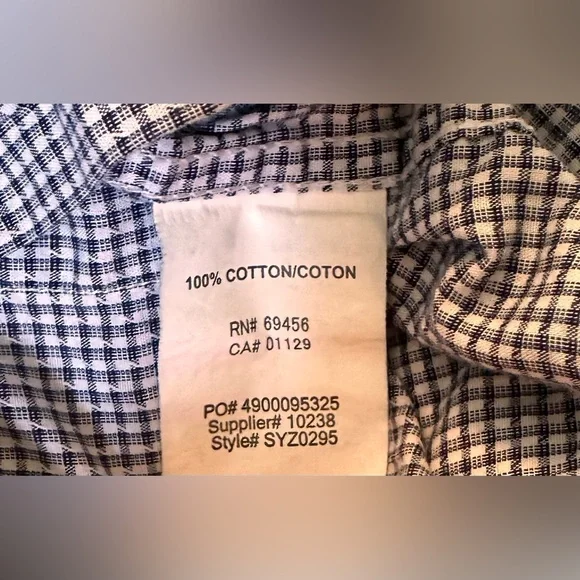 100% COTTON/COTON
RN# 69456
CA# 01129
PO# 4900095325
Supplier# 10238
Style# SYZ0295